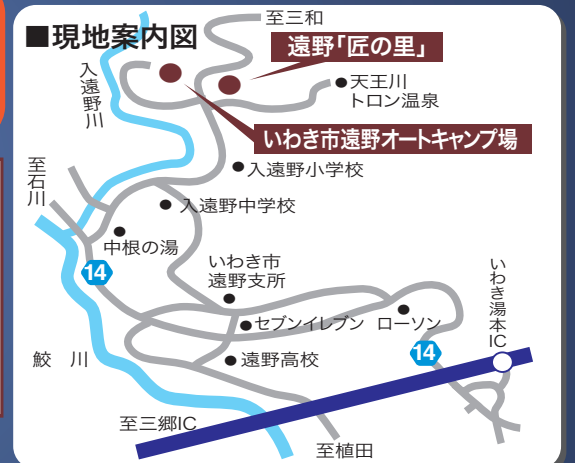 ■現地案内図
至三和
遠野「匠の里」
入遠野川
天王川
トロン温泉
いわき市遠野オートキャンプ場
至石川
入遠野小学校
入遠野中学校
中根の湯
いわき市
遠野支所
いわき湯本IC
14
セブンイレブン
ローソン
14
鮫 川
遠野高校
至三郷IC
至植田